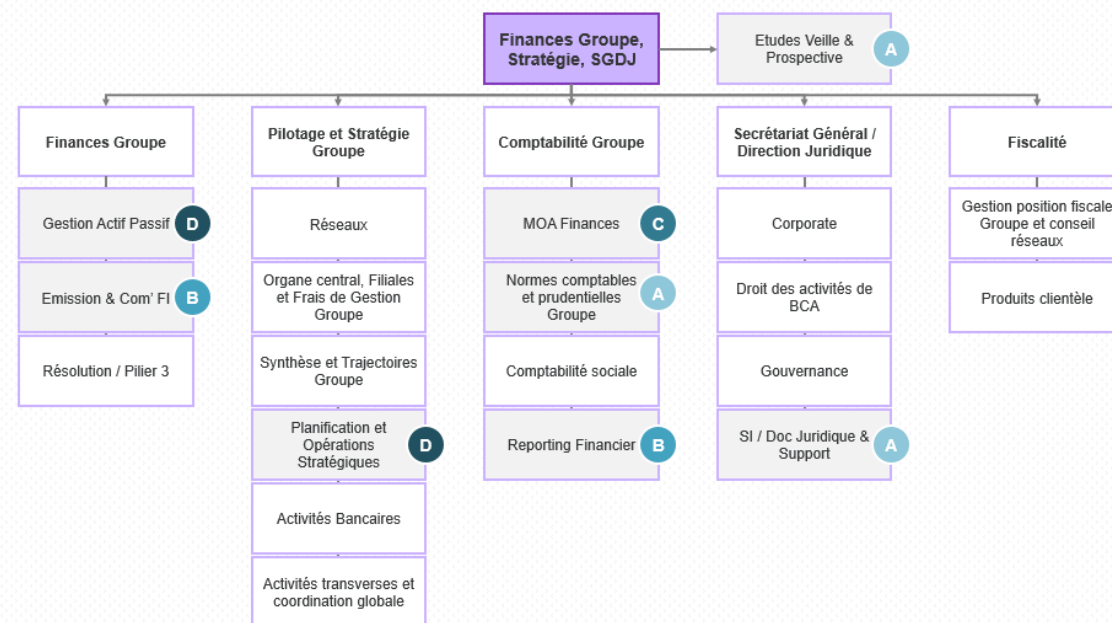 Finances Groupe,
Stratégie, SGDJ
Etudes Veille &
Prospective
A
Finances Groupe
Gestion Actif Passif
D
Emission & Com' FI
B
Résolution / Pilier 3
Pilotage et Stratégie
Groupe
Réseaux
Organe central, Filiales
et Frais de Gestion
Groupe
Synthèse et Trajectoires
Groupe
Planification et
Opérations
Stratégiques
D
Activités Bancaires
Activités transverses et
coordination globale
Comptabilité Groupe
MOA Finances
C
Normes comptables
et prudentielles
Groupe
A
Comptabilité sociale
Reporting Financier
B
Secrétariat Général /
Direction Juridique
Corporate
Droit des activités de
BCA
Gouvernance
SI / Doc Juridique &
Support
A
Fiscalité
Gestion position fiscale
Groupe et conseil
réseaux
Produits clientèle